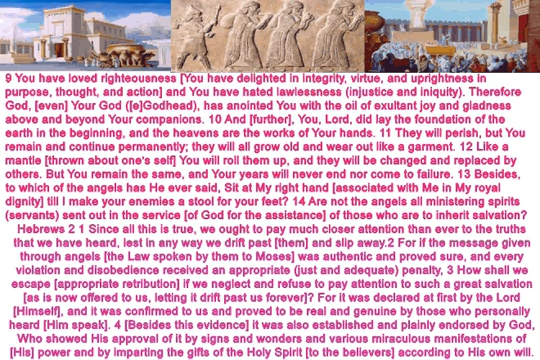 9 You have loved righteousness [You have delighted in integrity, virtue, and uprightness in
purpose, thought, and action] and You have hated lawlessness (injustice and iniquity). Therefore
God, [even] Your God ([e]Godhead), has anointed You with the oil of exultant joy and gladness
above and beyond Your companions. 10 And [further], You, Lord, did lay the foundation of the
earth in the beginning, and the heavens are the works of Your hands. 11 They will perish, but You
remain and continue permanently; they will all grow old and wear out like a garment. 12 Like a
mantle [thrown about one's self] You will roll them up, and they will be changed and replaced by
others. But You remain the same, and Your years will never end nor come to failure. 13 Besides,
to which of the angels has He ever said, Sit at My right hand [associated with Me in My royal
dignity] till I make your enemies a stool for your feet? 14 Are not the angels all ministering spirits
(servants) sent out in the service [of God for the assistance] of those who are to inherit salvation?
Hebrews 2 1 Since all this is true, we ought to pay much closer attention than ever to the truths
that we have heard, lest in any way we drift past [them] and slip away.2 For if the message given
through angels [the Law spoken by them to Moses] was authentic and proved sure, and every
violation and disobedience received an appropriate (just and adequate) penalty, 3 How shall we
escape [appropriate retribution] if we neglect and refuse to pay attention to such a great salvation
[as is now offered to us, letting it drift past us forever]? For it was declared at first by the Lord
[Himself], and it was confirmed to us and proved to be real and genuine by those who personally
heard [Him speak]. 4 [Besides this evidence] it was also established and plainly endorsed by God,
Who showed His approval of it by signs and wonders and various miraculous manifestations of
[His] power and by imparting the gifts of the Holy Spirit [to the believers] according to His own will.